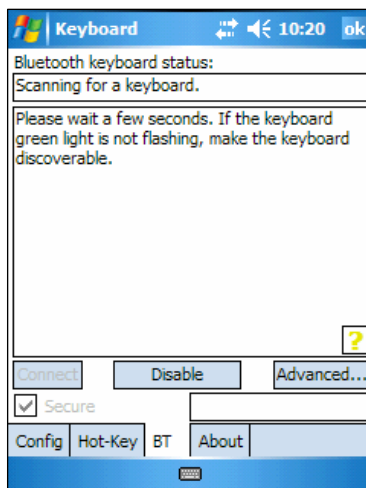 Keyboard 10:20 ok
Bluetooth keyboard status:
Scanning for a keyboard.
Please wait a few seconds. If the keyboard
green light is not flashing, make the keyboard
discoverable.
?
Connect Disable Advanced...
Secure
Config Hot-Key BT About